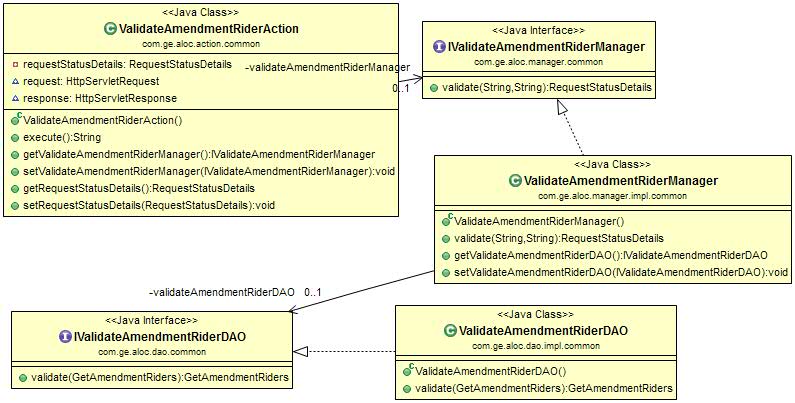 <<Java Class>>
ValidateAmendmentRiderAction
com.ge.aloc.action.common
requestStatusDetails: RequestStatusDetails
request: HttpServletRequest
response: HttpServletResponse
ValidateAmendmentRiderAction()
execute():String
getValidateAmendmentRiderManager():IValidateAmendmentRiderManager
setValidateAmendmentRiderManager(IValidateAmendmentRiderManager):void
getRequestStatusDetails():RequestStatusDetails
setRequestStatusDetails(RequestStatusDetails):void
-validateAmendmentRiderManager
0..1
<<Java Interface>>
IValidateAmendmentRiderManager
com.ge.aloc.manager.common
validate(String,String):RequestStatusDetails
<<Java Class>>
ValidateAmendmentRiderManager
com.ge.aloc.manager.impl.common
ValidateAmendmentRiderManager()
validate(String,String):RequestStatusDetails
getValidateAmendmentRiderDAO():IValidateAmendmentRiderDAO
setValidateAmendmentRiderDAO(IValidateAmendmentRiderDAO):void
-validateAmendmentRiderDAO 0..1
<<Java Interface>>
IValidateAmendmentRiderDAO
com.ge.aloc.dao.common
validate(GetAmendmentRiders):GetAmendmentRiders
<<Java Class>>
ValidateAmendmentRiderDAO
com.ge.aloc.dao.impl.common
ValidateAmendmentRiderDAO()
validate(GetAmendmentRiders):GetAmendmentRiders